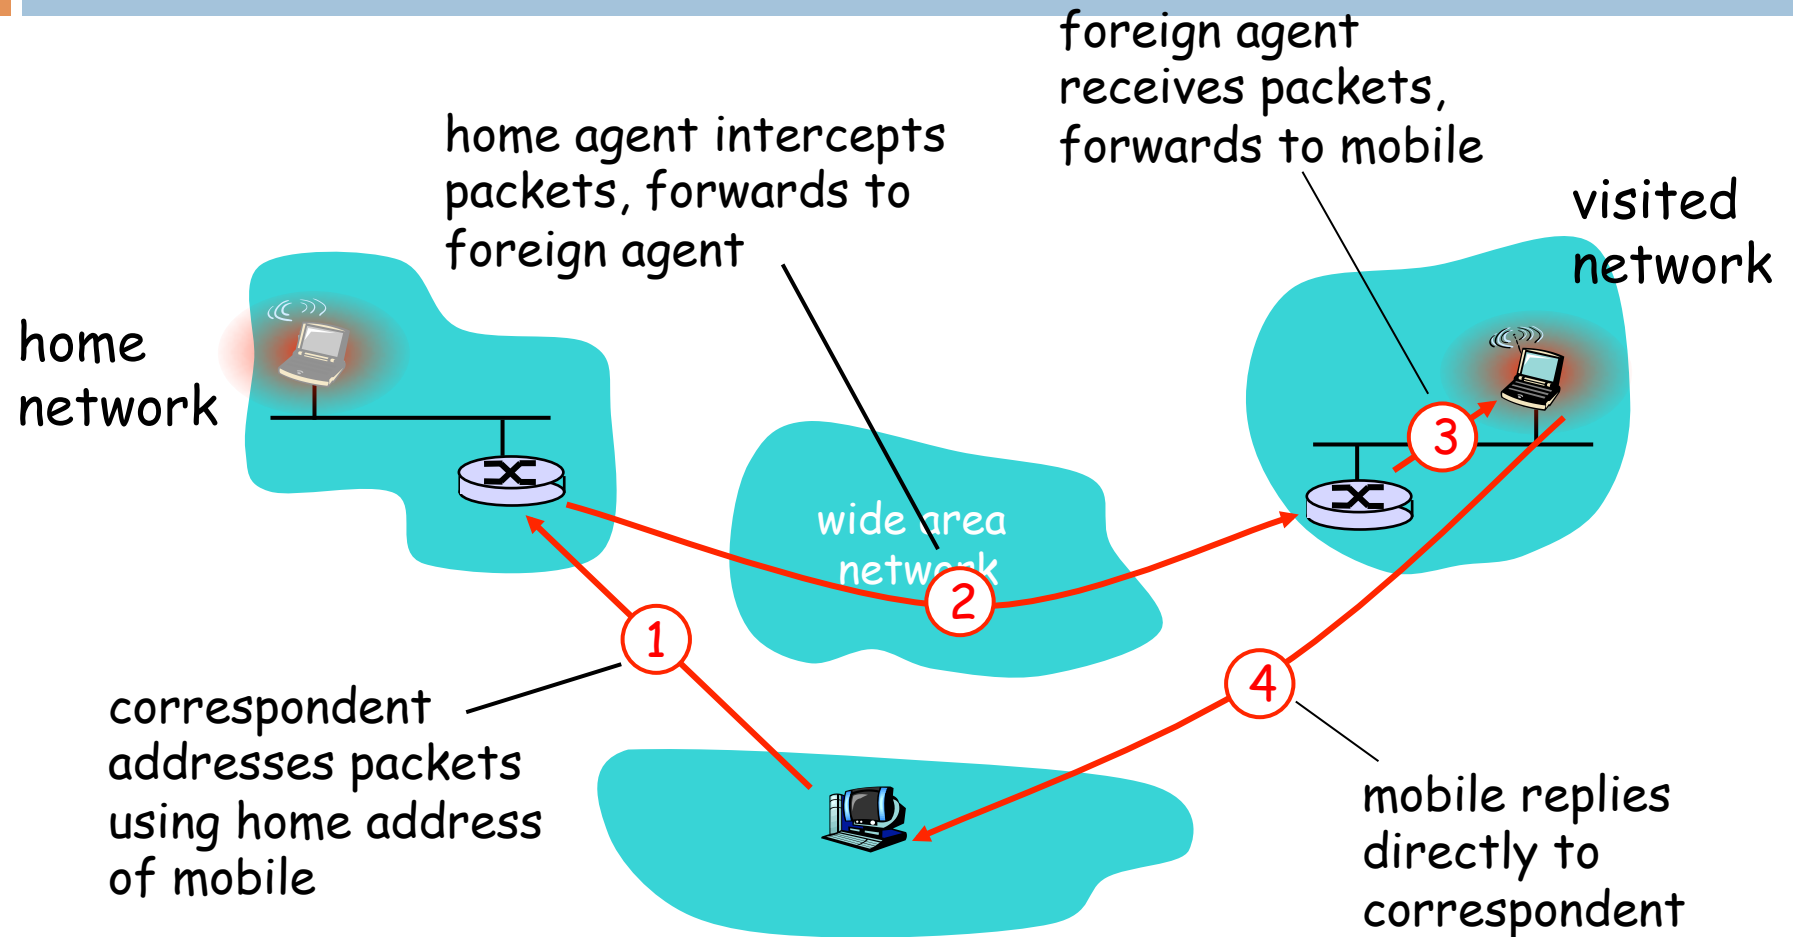 foreign agent
receives packets,
forwards to mobile
home agent intercepts
packets, forwards to
foreign agent
visited
network
home
network
wide area
network
3
2
1
4
correspondent
addresses packets
using home address
of mobile
mobile replies
directly to
correspondent